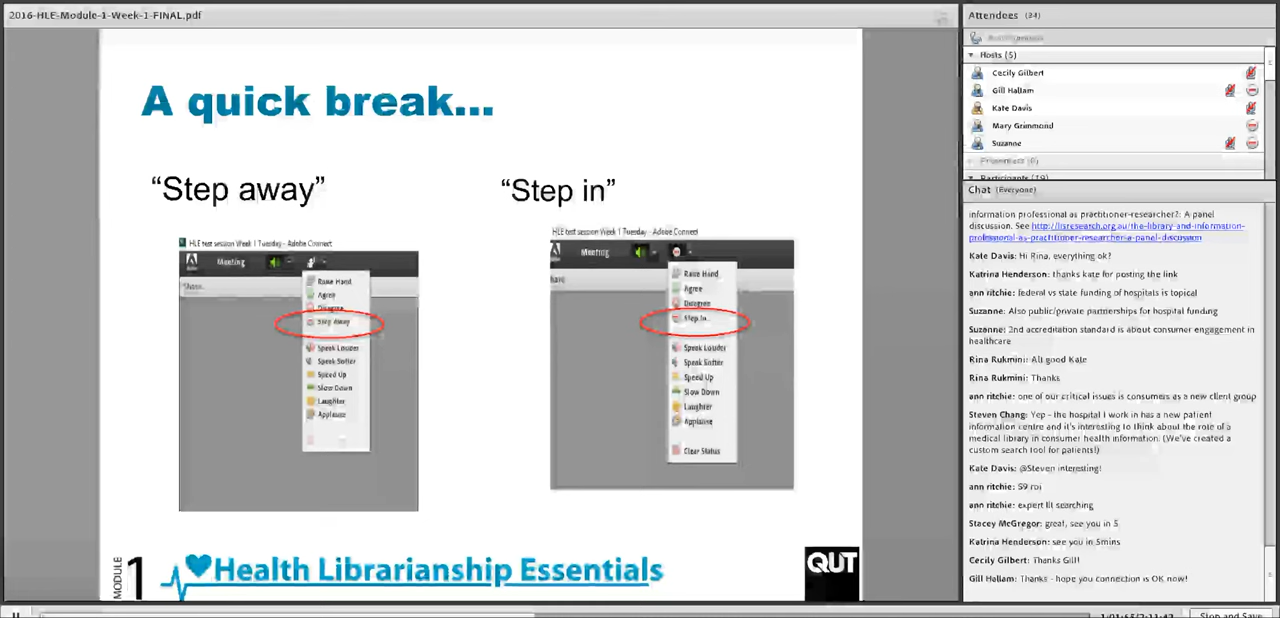 2016-HLE-Module-1-Week-1-FINAL.pdf
A quick break...
“Step away”
“Step in”
HLE test session Week 1 Tuesday - Adobe Connect
Meeting
Share
Raise Hand
Agree
Disagree
Step Away
Speak Louder
Speak Softer
Speed Up
Slow Down
Laughter
Applause
HLE test session Week 1 Tuesday - Adobe Connect
Meeting
Raise Hand
Agree
Disagree
Step In
Speak Louder
Speak Softer
Speed Up
Slow Down
Laughter
Applause
Clear Status
MODULE 1
Health Librarianship Essentials
QUT
Attendees (34)
Hosts (5)
Cecily Gilbert
Gill Hallam
Kate Davis
Mary Grimmond
Suzanne
Presenters (0)
Participants (19)
Chat (Everyone)
information professional as practitioner-researcher?: A panel
discussion. See http://lisresearch.org.au/the-library-and-information-
professional-as-practitioner-researcher-a-panel-discussion
Kate Davis: Hi Rina, everything ok?
Katrina Henderson: thanks kate for posting the link
ann ritchie: federal vs state funding of hospitals is topical
Suzanne: Also public/private partnerships for hospital funding
Suzanne: 2nd accreditation standard is about consumer engagement in
healthcare
Rina Rukmini: All good Kate
Rina Rukmini: Thanks
ann ritchie: one of our critical issues is consumers as a new client group
Steven Chang: Yep - the hospital I work in has a new patient
information centre and it's interesting to think about the role of a
medical library in consumer health information. (We've created a
custom search tool for patients!)
Kate Davis: @Steven interesting!
ann ritchie: S9 roi
ann ritchie: expert lit searching
Stacey McGregor: great, see you in 5
Katrina Henderson: see you in 5mins
Cecily Gilbert: Thanks Gill!
Gill Hallam: Thanks - hope you connection is OK now!
Stop and Save